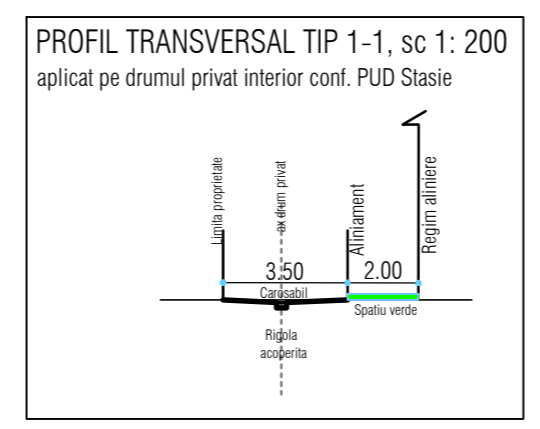 PROFIL TRANSVERSAL TIP 1-1, sc 1: 200
aplicat pe drumul privat interior conf. PUD Stasie
Limita proprietate
ax drum privat
Aliniament
Regim aliniere
3.50
2.00
Carosabil
Spatiu verde
Rigola
acoperita